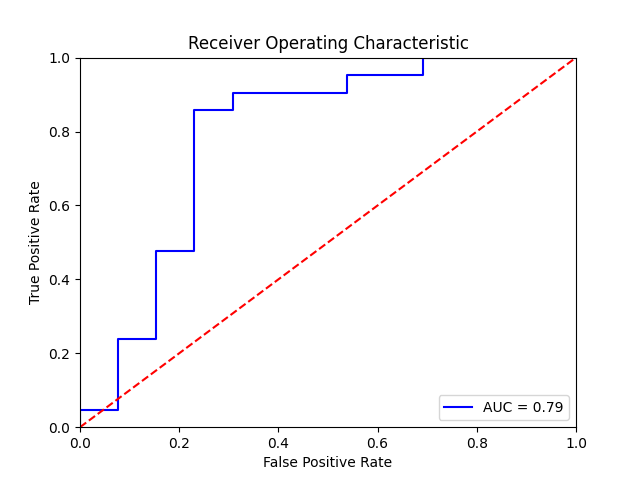 Receiver Operating Characteristic
True Positive Rate
1.0
0.8
0.6
0.4
0.2
0.0
0.0 0.2 0.4 0.6 0.8 1.0
False Positive Rate
AUC = 0.79